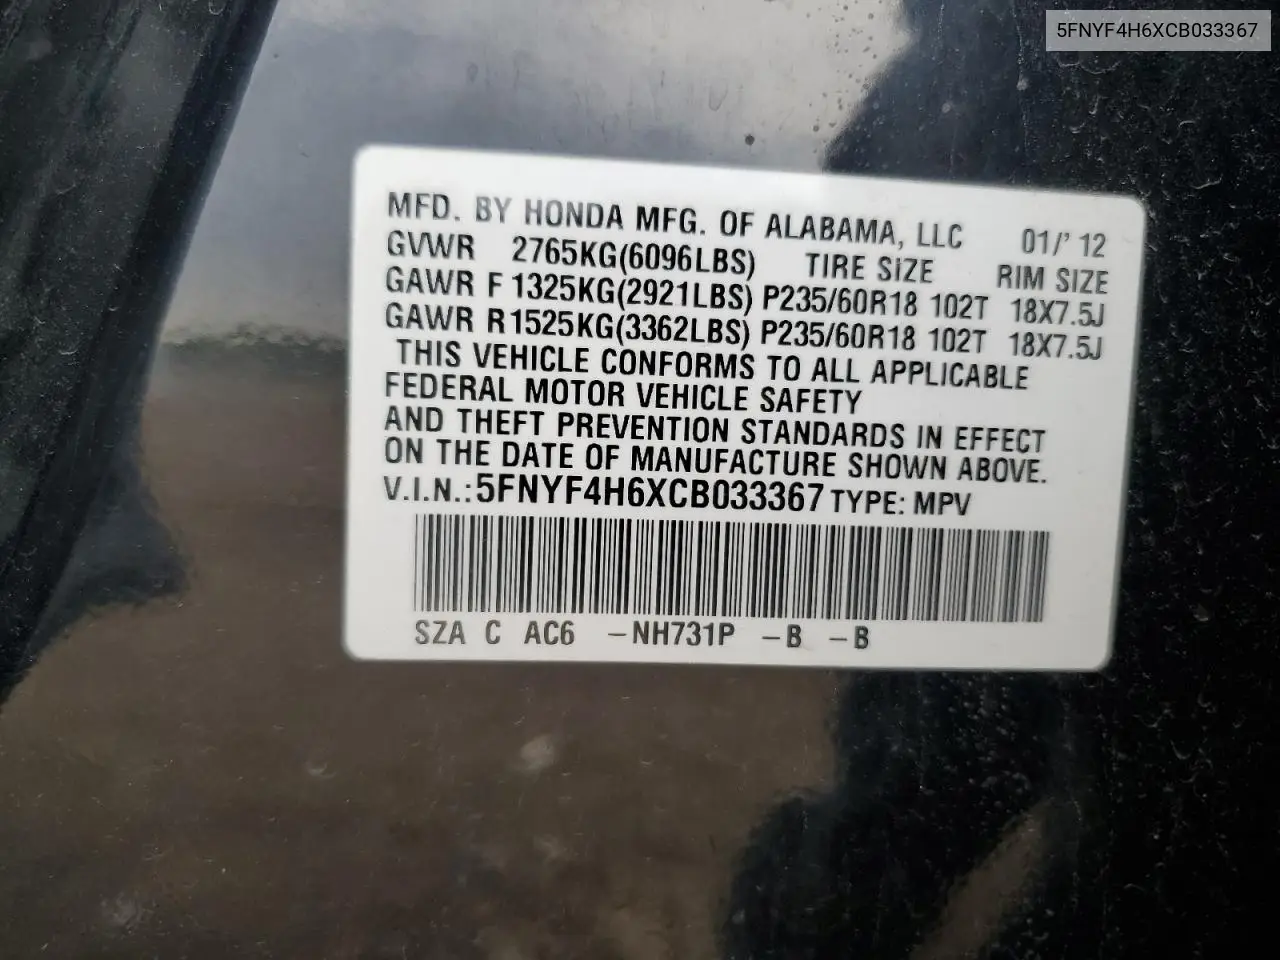 5FNYF4H6XCB033367
MFD. BY HONDA MFG. OF ALABAMA, LLC 01/' 12
GVWR 2765KG(6096LBS) TIRE SIZE RIM SIZE
GAWR F 1325KG(2921LBS) P235/60R18 102T 18X7.5J
GAWR R1525KG(3362LBS) P235/60R18 102T 18X7.5J
THIS VEHICLE CONFORMS TO ALL APPLICABLE
FEDERAL MOTOR VEHICLE SAFETY
AND THEFT PREVENTION STANDARDS IN EFFECT
ON THE DATE OF MANUFACTURE SHOWN ABOVE.
V.I.N.:5FNYF4H6XCB033367 TYPE: MPV
SZA C AC6 -NH731P -B -B